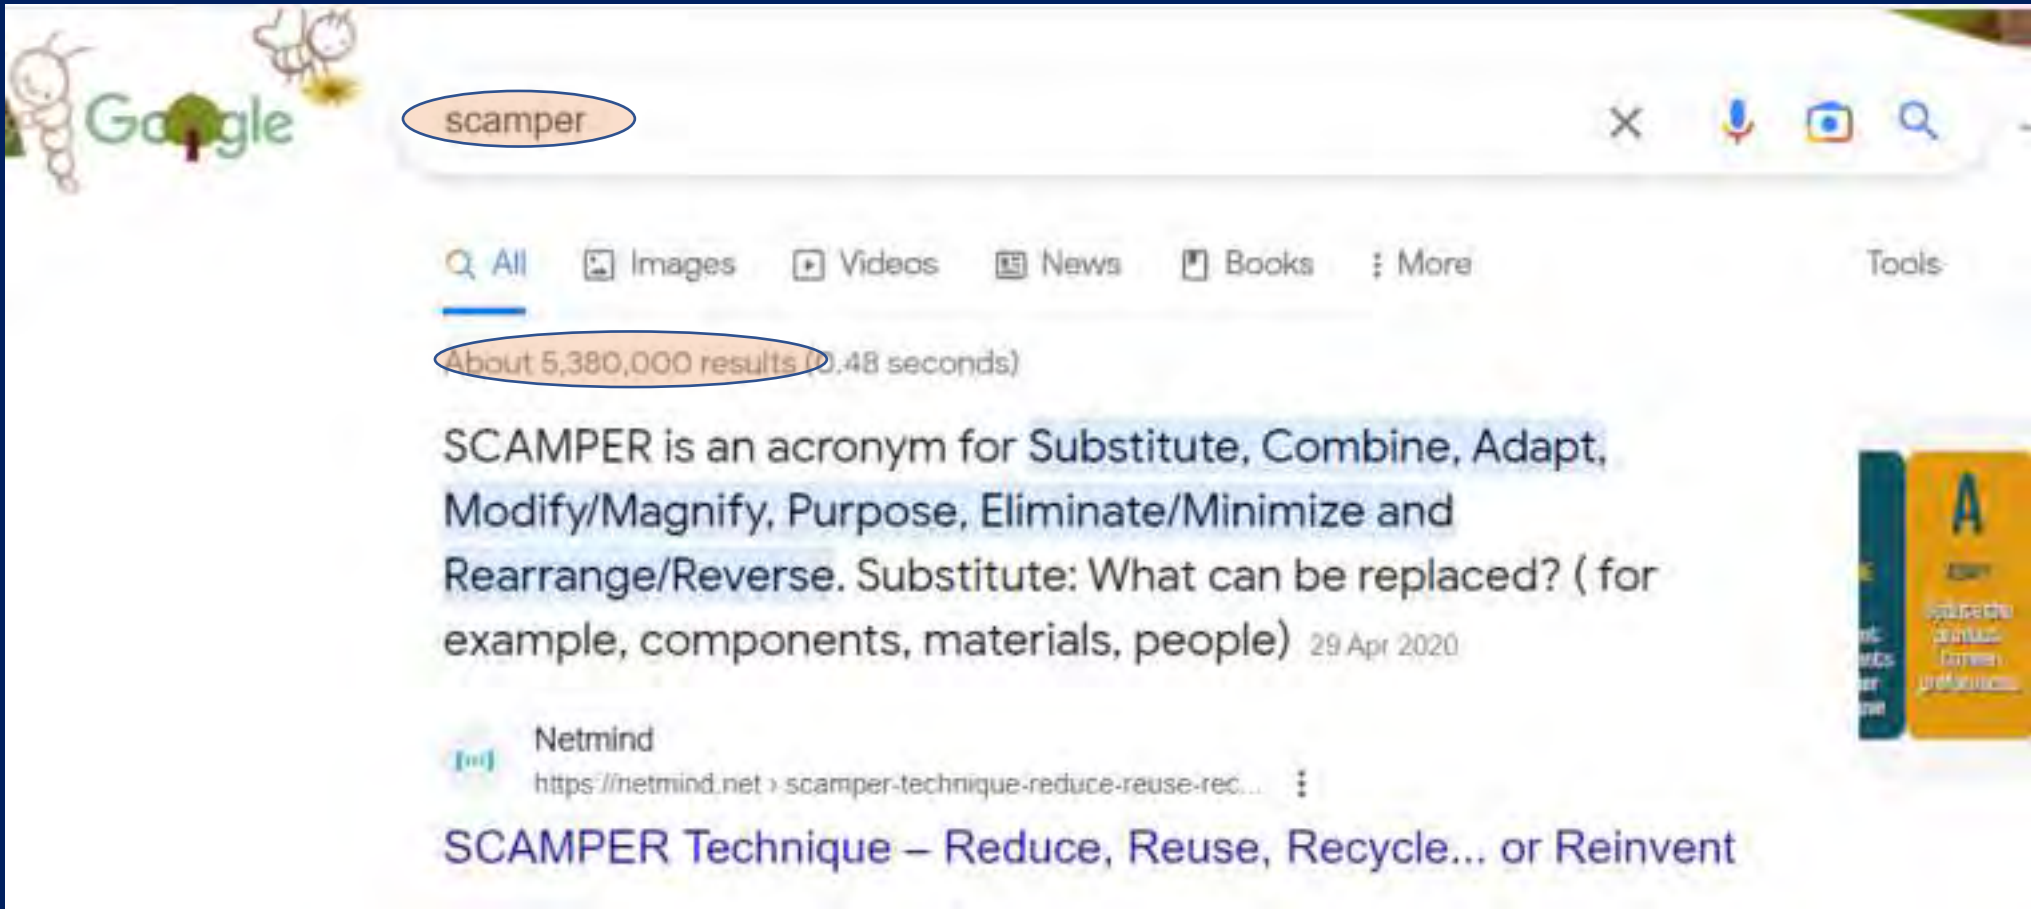 Google
scamper
All Images Videos News Books More Tools
About 5,380,000 results (0.48 seconds)
SCAMPER is an acronym for Substitute, Combine, Adapt,
Modify/Magnify, Purpose, Eliminate/Minimize and
Rearrange/Reverse. Substitute: What can be replaced? ( for
example, components, materials, people) 29 Apr 2020
A
Netmind
https://netmind.net › scamper-technique-reduce-reuse-rec...
SCAMPER Technique – Reduce, Reuse, Recycle... or Reinvent